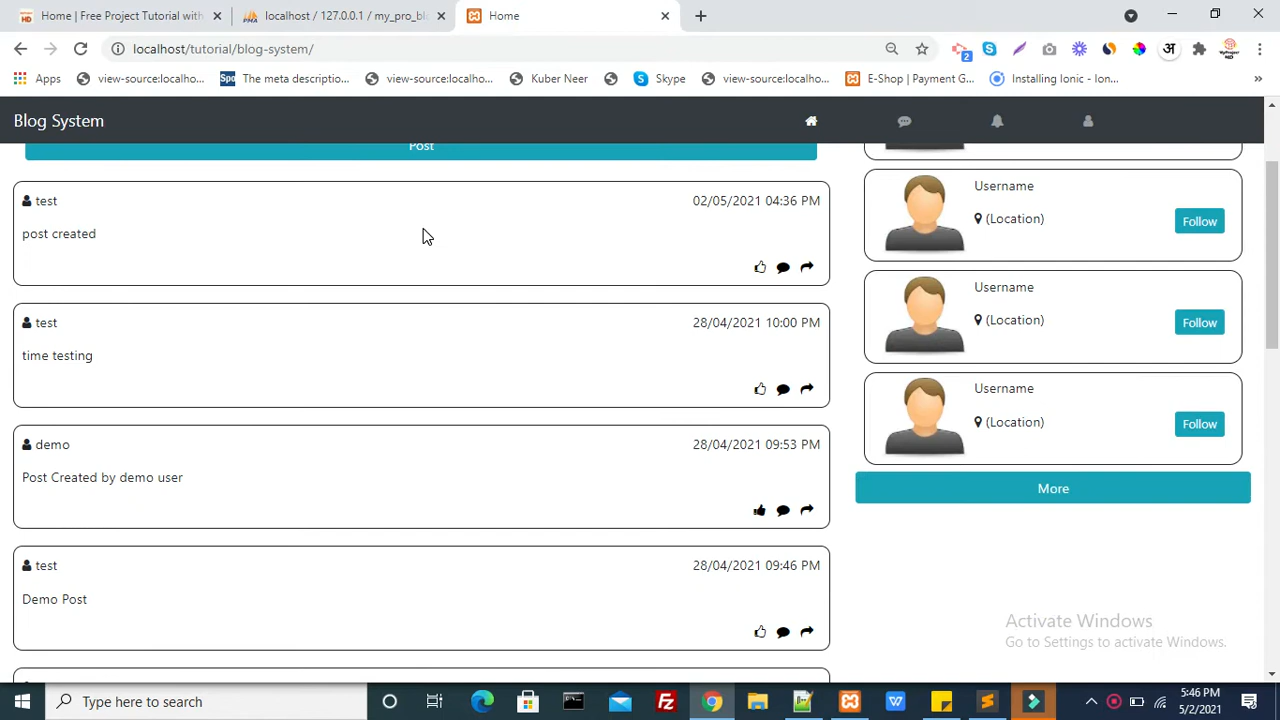 Home | Free Project Tutorial with
localhost / 127.0.0.1 / my_pro_bl
Home
localhost/tutorial/blog-system/
2
Apps
view-source:localho...
Spo
The meta descriptio...
view-source:localho...
Kuber Neer
Skype
view-source:localho...
E-Shop | Payment G...
Installing Ionic - Ion...
Blog System
Post
test
02/05/2021 04:36 PM
post created
test
28/04/2021 10:00 PM
time testing
demo
28/04/2021 09:53 PM
Post Created by demo user
test
28/04/2021 09:46 PM
Demo Post
Username
(Location)
Follow
Username
(Location)
Follow
Username
(Location)
Follow
More
Activate Windows
Go to Settings to activate Windows.
Type here to search
5:46 PM
5/2/2021